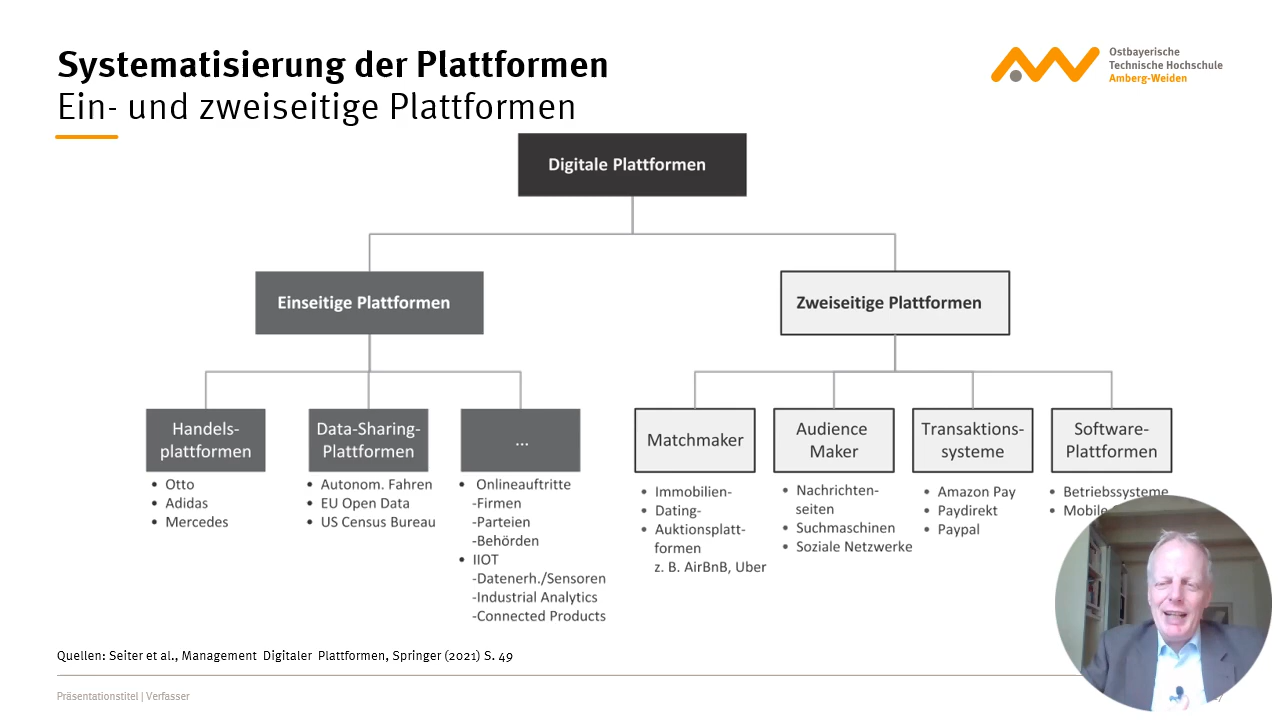 Systematisierung der Plattformen
Ein- und zweiseitige Plattformen
Ostbayerische
Technische Hochschule
Amberg-Weiden
Digitale Plattformen
Einseitige Plattformen
Zweiseitige Plattformen
Handels-
plattformen
• Otto
• Adidas
• Mercedes
Data-Sharing-
Plattformen
• Autonom. Fahren
• EU Open Data
• US Census Bureau
...
• Onlineauftritte
-Firmen
-Parteien
-Behörden
• IIOT
-Datenerh./Sensoren
-Industrial Analytics
-Connected Products
Matchmaker
• Immobilien-
• Dating-
• Auktionsplatt-
formen
z. B. AirBnB, Uber
Audience
Maker
• Nachrichten-
seiten
• Suchmaschinen
• Soziale Netzwerke
Transaktions-
systeme
• Amazon Pay
• Paydirekt
• Paypal
Software-
Plattformen
• Betriebssysteme
• Mobile
Quellen: Seiter et al., Management Digitaler Plattformen, Springer (2021) S. 49
Präsentationstitel | Verfasser